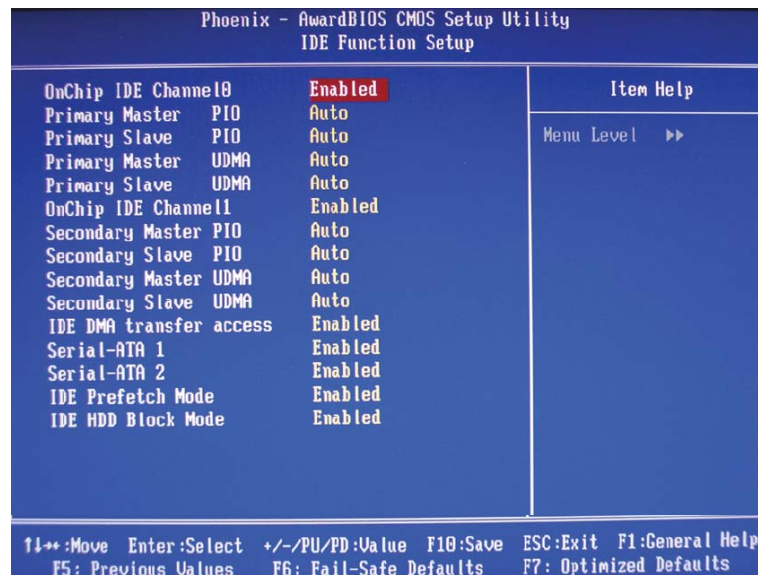 Phoenix - AwardBIOS CMOS Setup Utility
IDE Function Setup
OnChip IDE Channel0 Enabled
Primary Master PIO Auto
Primary Slave PIO Auto
Primary Master UDMA Auto
Primary Slave UDMA Auto
OnChip IDE Channel1 Enabled
Secondary Master PIO Auto
Secondary Slave PIO Auto
Secondary Master UDMA Auto
Secondary Slave UDMA Auto
IDE DMA transfer access Enabled
Serial-ATA 1 Enabled
Serial-ATA 2 Enabled
IDE Prefetch Mode Enabled
IDE HDD Block Mode Enabled
Item Help
Menu Level ▸▸
↑↓→←:Move Enter:Select +/-/PU/PD:Value F10:Save ESC:Exit F1:General Help
F5: Previous Values F6: Fail-Safe Defaults F7: Optimized Defaults